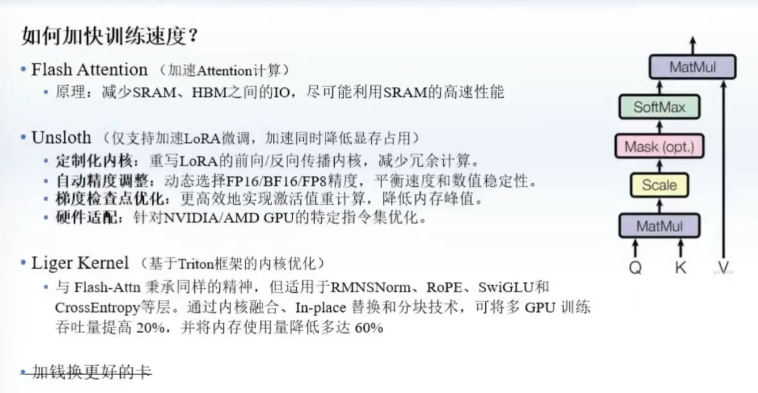 如何加快训练速度？
• Flash Attention （加速Attention计算）
• 原理：减少SRAM、HBM之间的IO，尽可能利用SRAM的高速性能
• Unsloth （仅支持加速LoRA微调，加速同时降低显存占用）
• 定制化内核：重写LoRA的前向/反向传播内核，减少冗余计算。
• 自动精度调整：动态选择FP16/BF16/FP8精度，平衡速度和数值稳定性。
• 梯度检查点优化：更高效地实现激活值重计算，降低内存峰值。
• 硬件适配：针对NVIDIA/AMD GPU的特定指令集优化。
• Liger Kernel （基于Triton框架的内核优化）
• 与 Flash-Attn 秉承同样的精神，但适用于RMNSNorm、RoPE、SwiGLU和
CrossEntropy等层。通过内核融合、In-place 替换和分块技术，可将多 GPU 训练
吞吐量提高 20%，并将内存使用量降低多达 60%
• 加钱换更好的卡
MatMul
SoftMax
Mask (opt.)
Scale
MatMul
Q K V